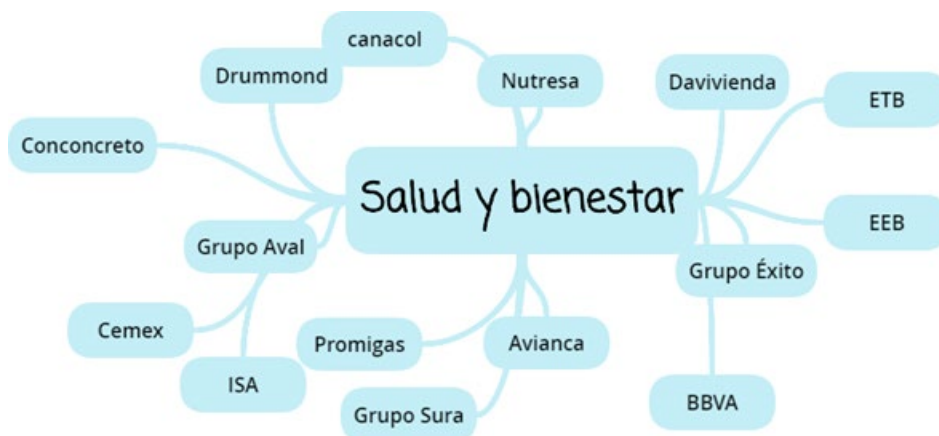 canacol
Drummond
Nutresa
Davivienda
ETB
Conconcreto
Salud y bienestar
Grupo Aval
EEB
Grupo Éxito
Cemex
Promigas
Avianca
ISA
Grupo Sura
BBVA